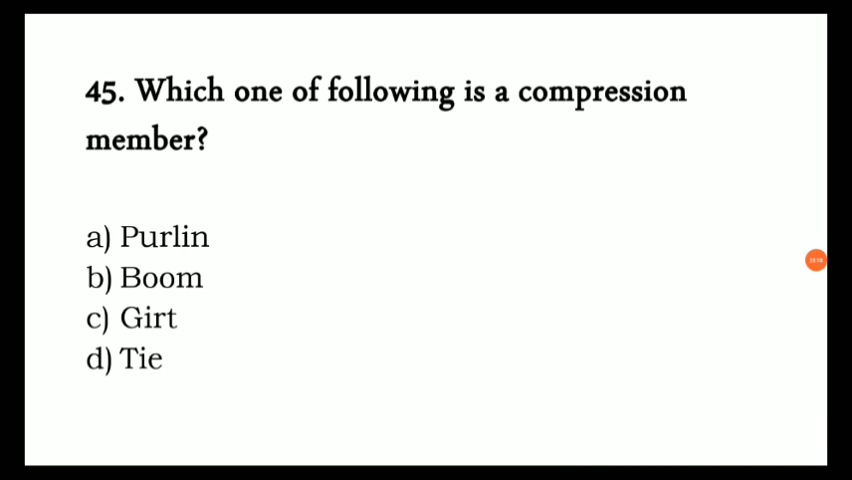 45. Which one of following is a compression
member?
a) Purlin
b) Boom
c) Girt
d) Tie